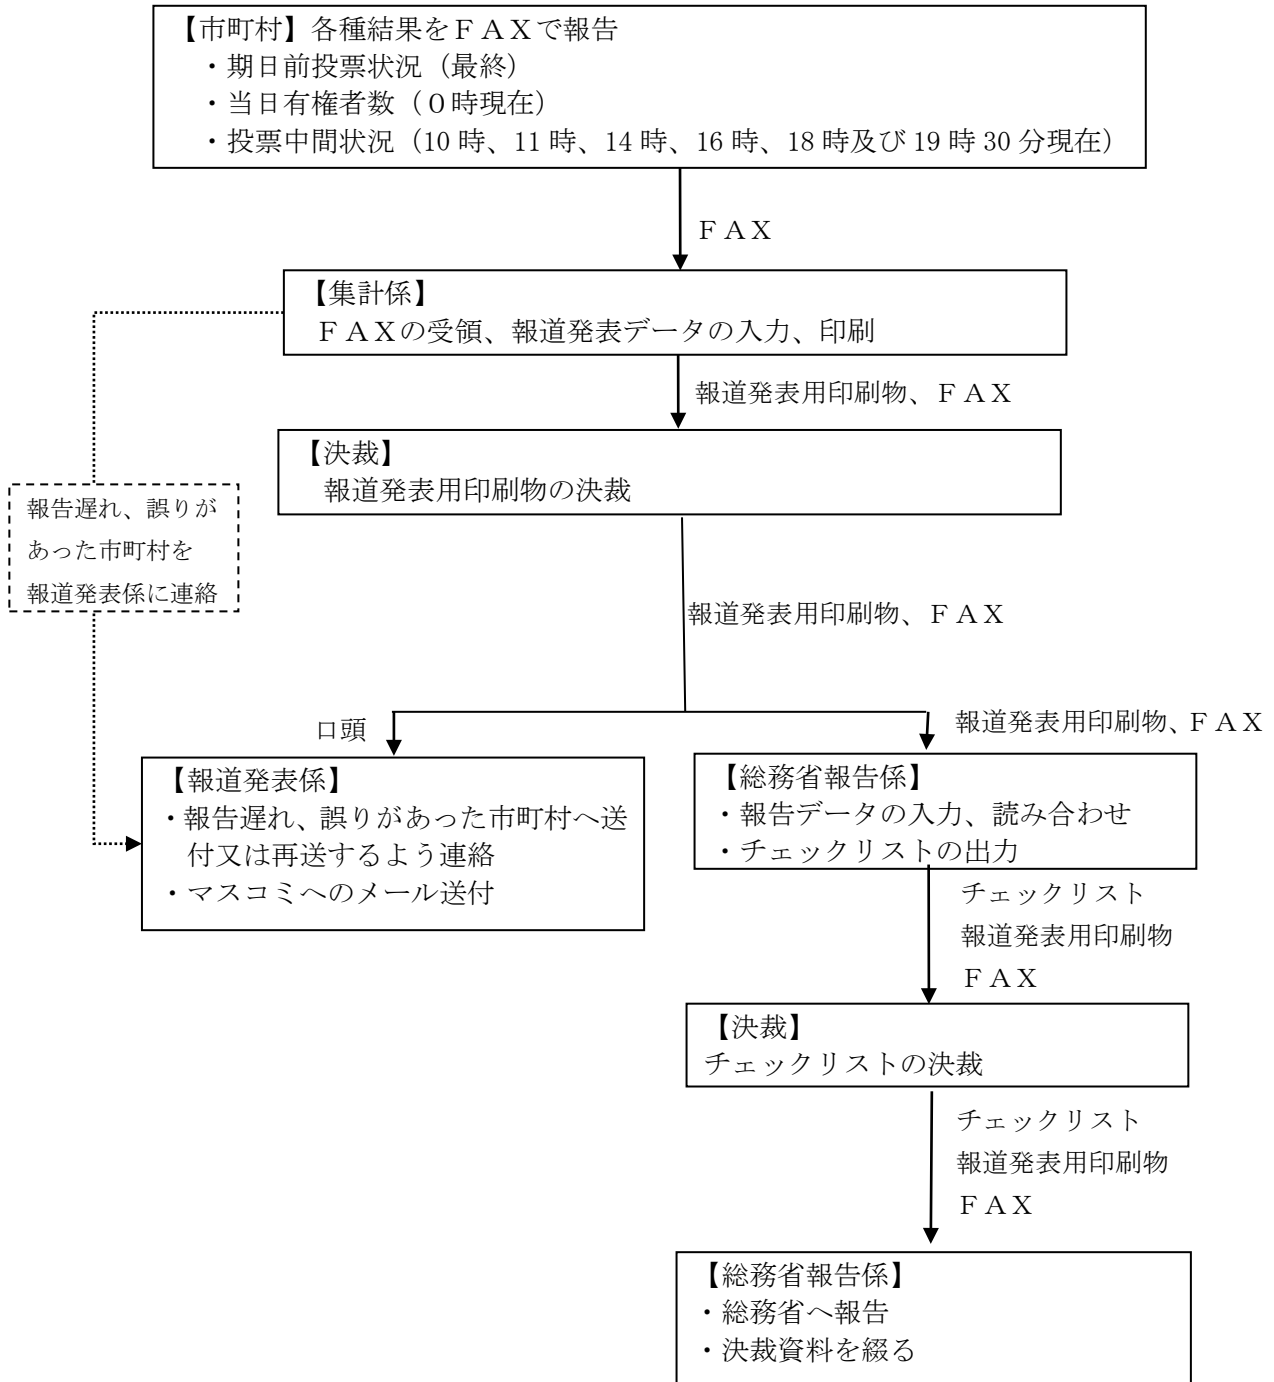 【市町村】各種結果をＦＡＸで報告
・期日前投票状況（最終）
・当日有権者数（０時現在）
・投票中間状況（10 時、11 時、14 時、16 時、18 時及び 19 時 30 分現在）
ＦＡＸ
【集計係】
ＦＡＸの受領、報道発表データの入力、印刷
報道発表用印刷物、ＦＡＸ
【決裁】
報道発表用印刷物の決裁
報告遅れ、誤りが
あった市町村を
報道発表係に連絡
報道発表用印刷物、ＦＡＸ
口頭
報道発表用印刷物、ＦＡＸ
【報道発表係】
・報告遅れ、誤りがあった市町村へ送
付又は再送するよう連絡
・マスコミへのメール送付
【総務省報告係】
・報告データの入力、読み合わせ
・チェックリストの出力
チェックリスト
報道発表用印刷物
ＦＡＸ
【決裁】
チェックリストの決裁
チェックリスト
報道発表用印刷物
ＦＡＸ
【総務省報告係】
・総務省へ報告
・決裁資料を綴る